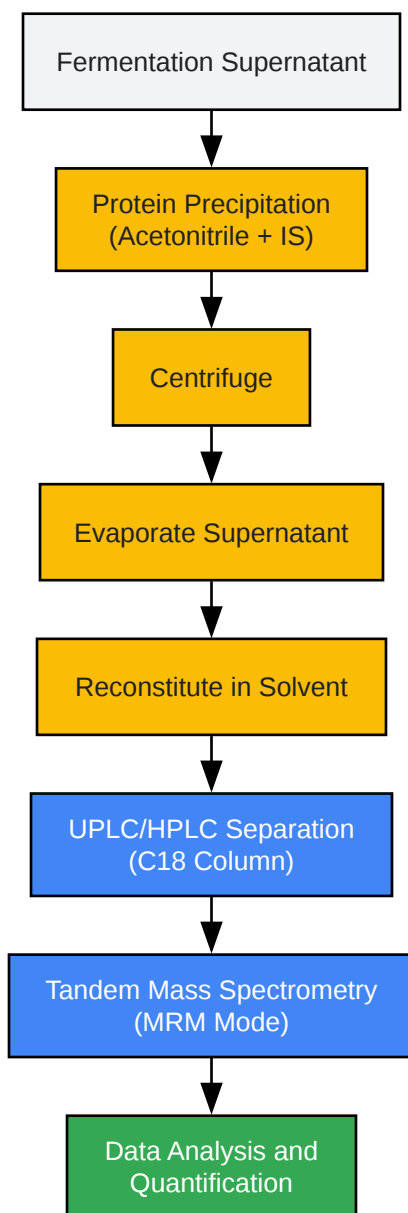 Fermentation Supernatant
Protein Precipitation
(Acetonitrile + IS)
Centrifuge
Evaporate Supernatant
Reconstitute in Solvent
UPLC/HPLC Separation
(C18 Column)
Tandem Mass Spectrometry
(MRM Mode)
Data Analysis and
Quantification